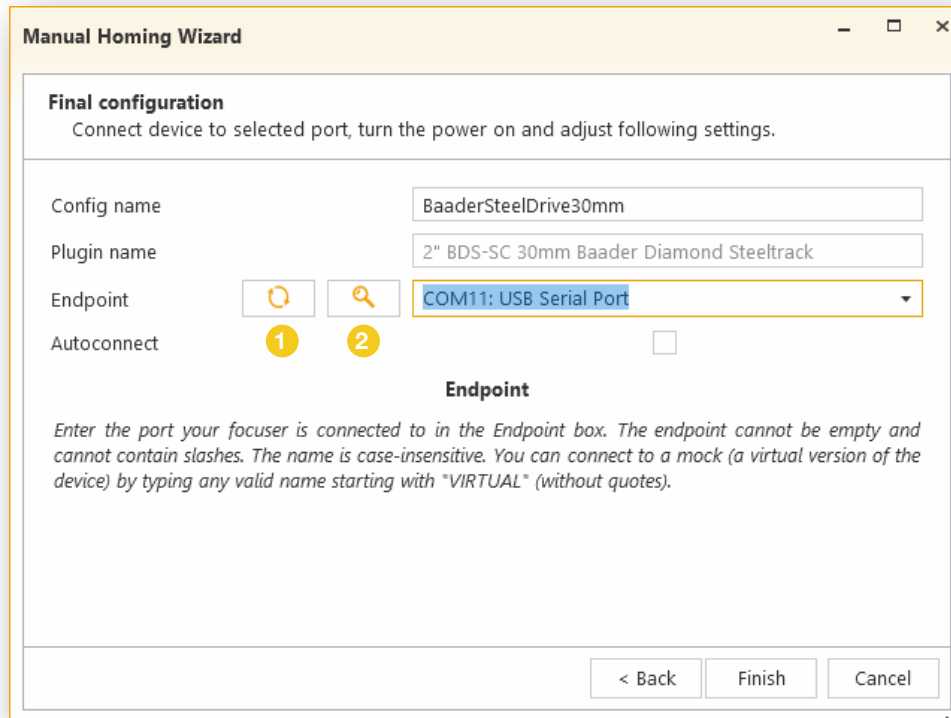 Manual Homing Wizard
Final configuration
Connect device to selected port, turn the power on and adjust following settings.
Config name BaaderSteelDrive30mm
Plugin name 2" BDS-SC 30mm Baader Diamond Steeltrack
Endpoint COM11: USB Serial Port
Autoconnect 1 2
Endpoint
Enter the port your focuser is connected to in the Endpoint box. The endpoint cannot be empty and
cannot contain slashes. The name is case-insensitive. You can connect to a mock (a virtual version of the
device) by typing any valid name starting with "VIRTUAL" (without quotes).
< Back Finish Cancel